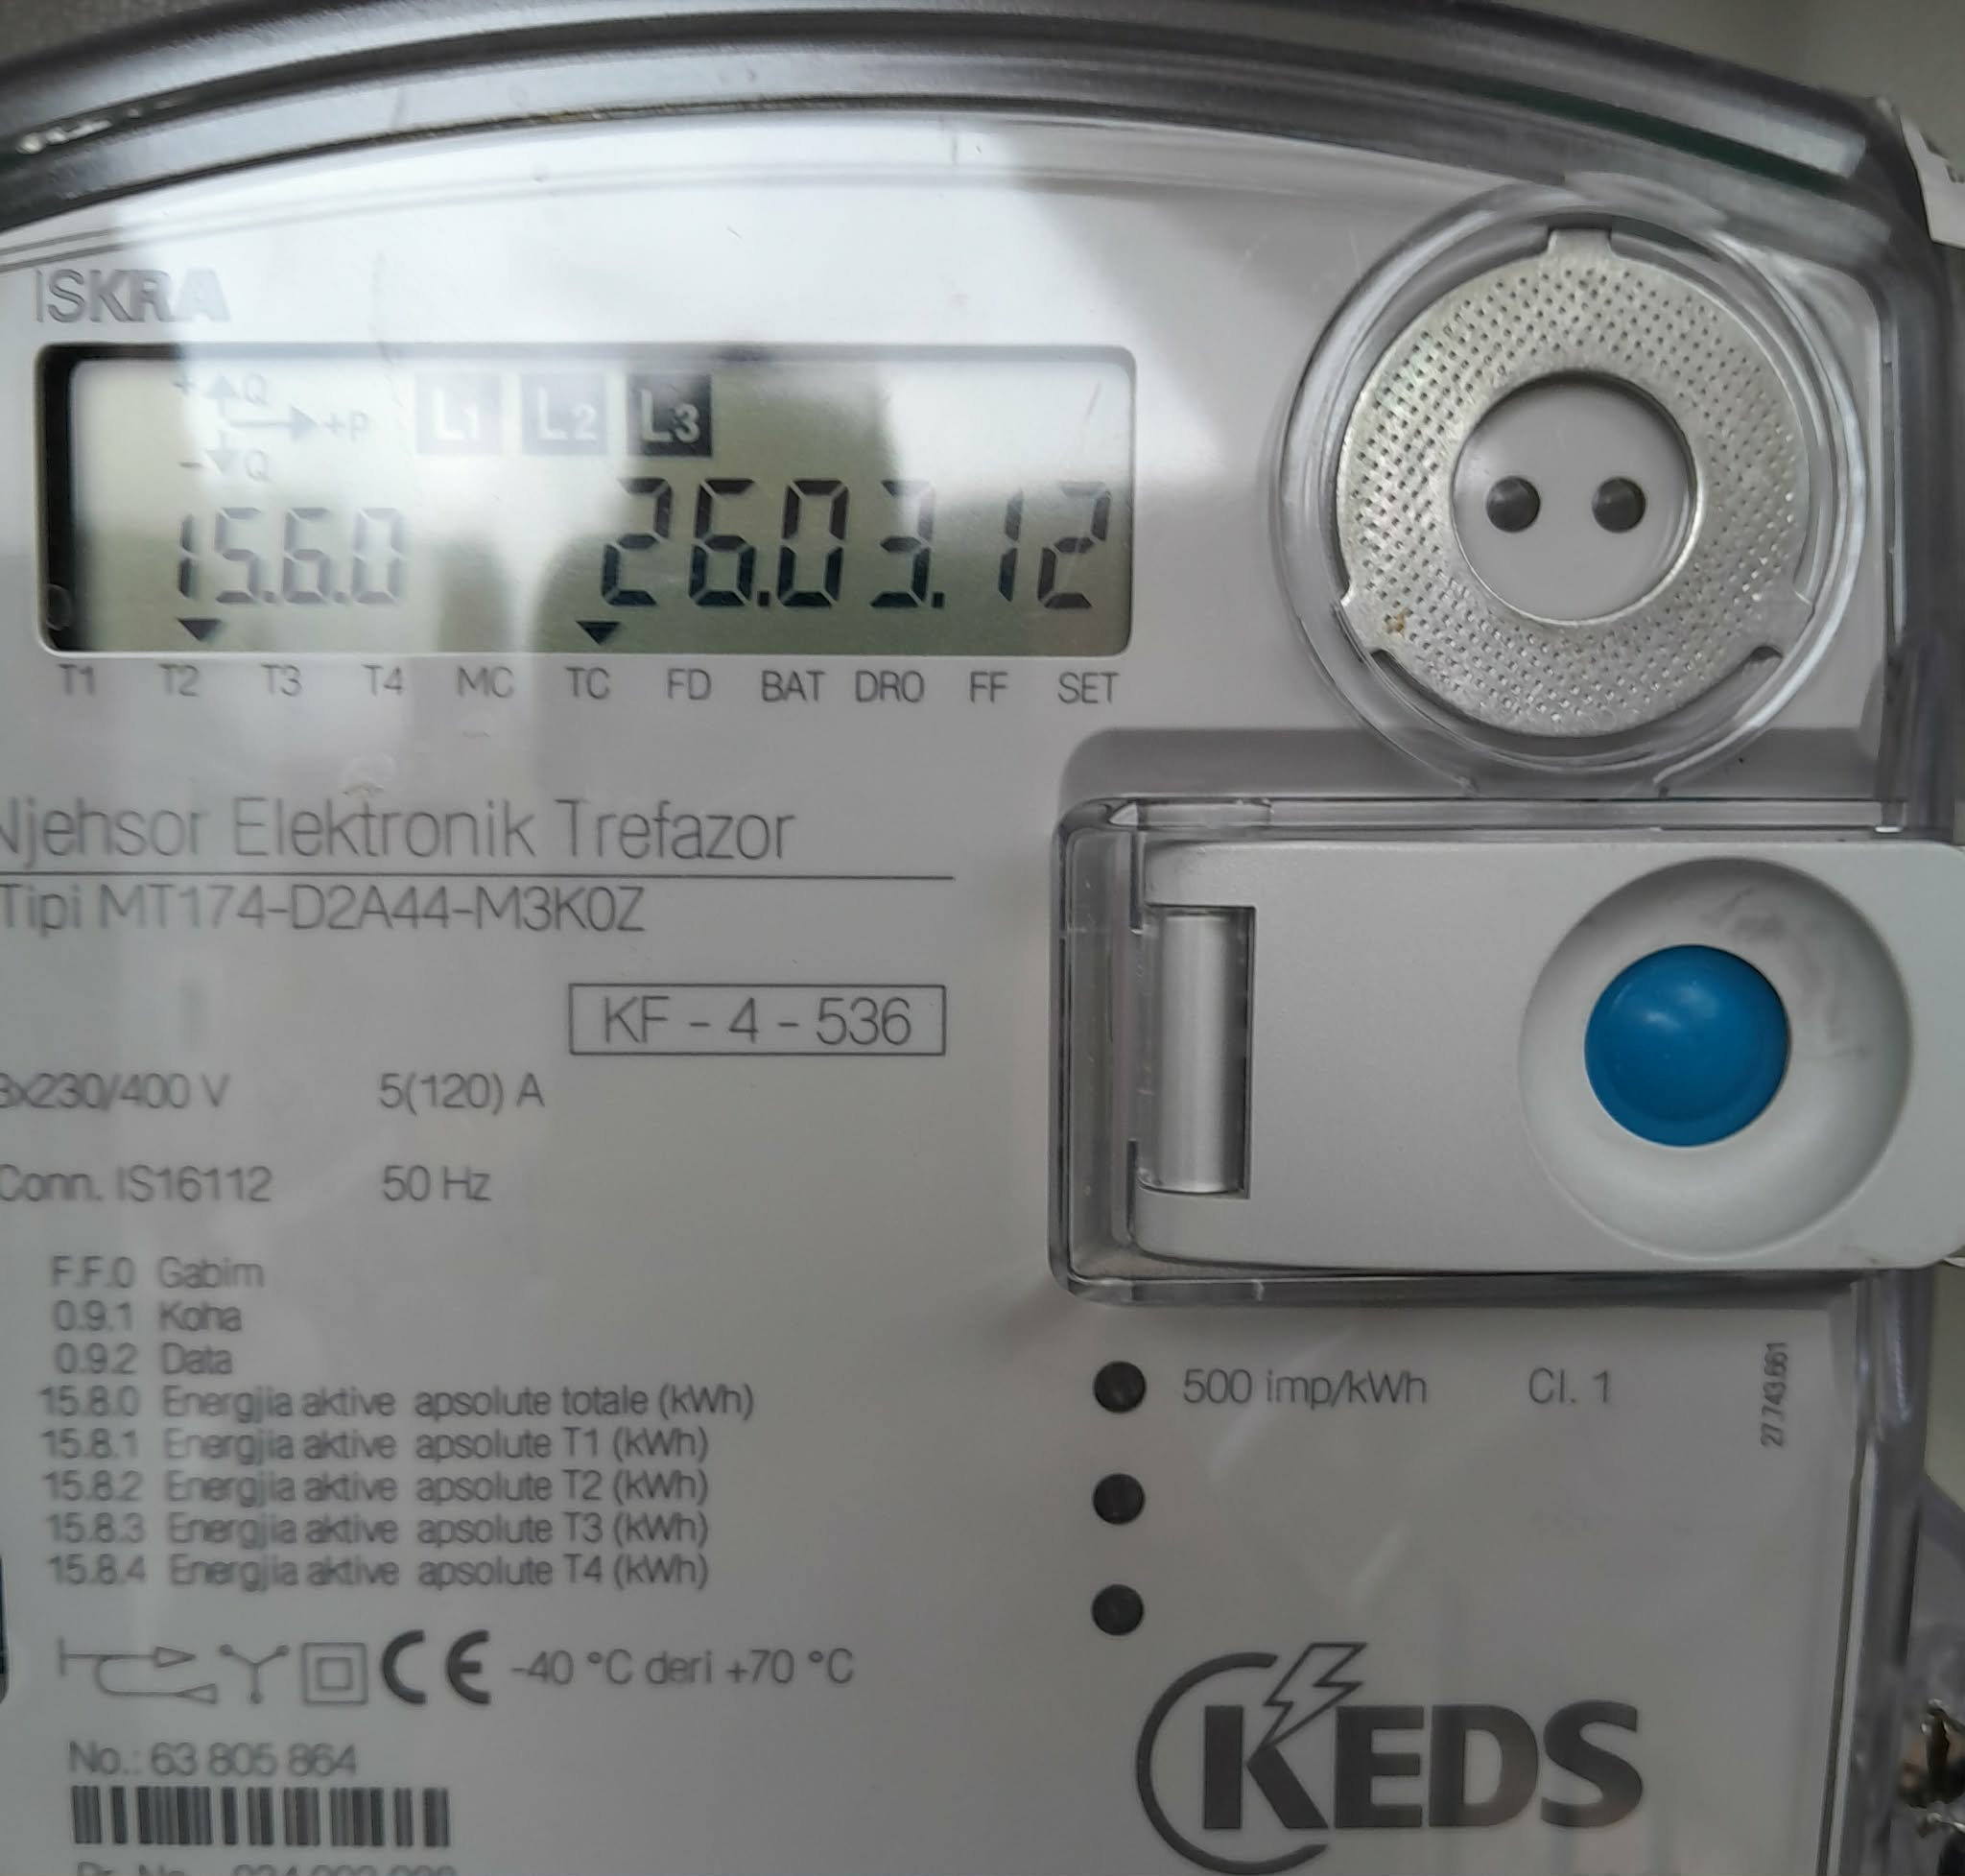 ISKRA
+Q +P L1 L2 L3
-Q
15.6.0 26.03.12
T1 T2 T3 T4 MC TC FD BAT DRO FF SET
Njehsor Elektronik Trefazor
Tipi MT174-D2A44-M3K0Z
KF - 4 - 536
3x230/400 V 5(120) A
Conn. IS16112 50 Hz
F.F.0 Gabim
0.9.1 Koha
0.9.2 Data
15.8.0 Energjia aktive apsolute totale (kWh)
15.8.1 Energjia aktive apsolute T1 (kWh)
15.8.2 Energjia aktive apsolute T2 (kWh)
15.8.3 Energjia aktive apsolute T3 (kWh)
15.8.4 Energjia aktive apsolute T4 (kWh)
500 imp/kWh Cl. 1
27.743.661
CE -40 °C deri +70 °C
No.: 63 805 864
KEDS